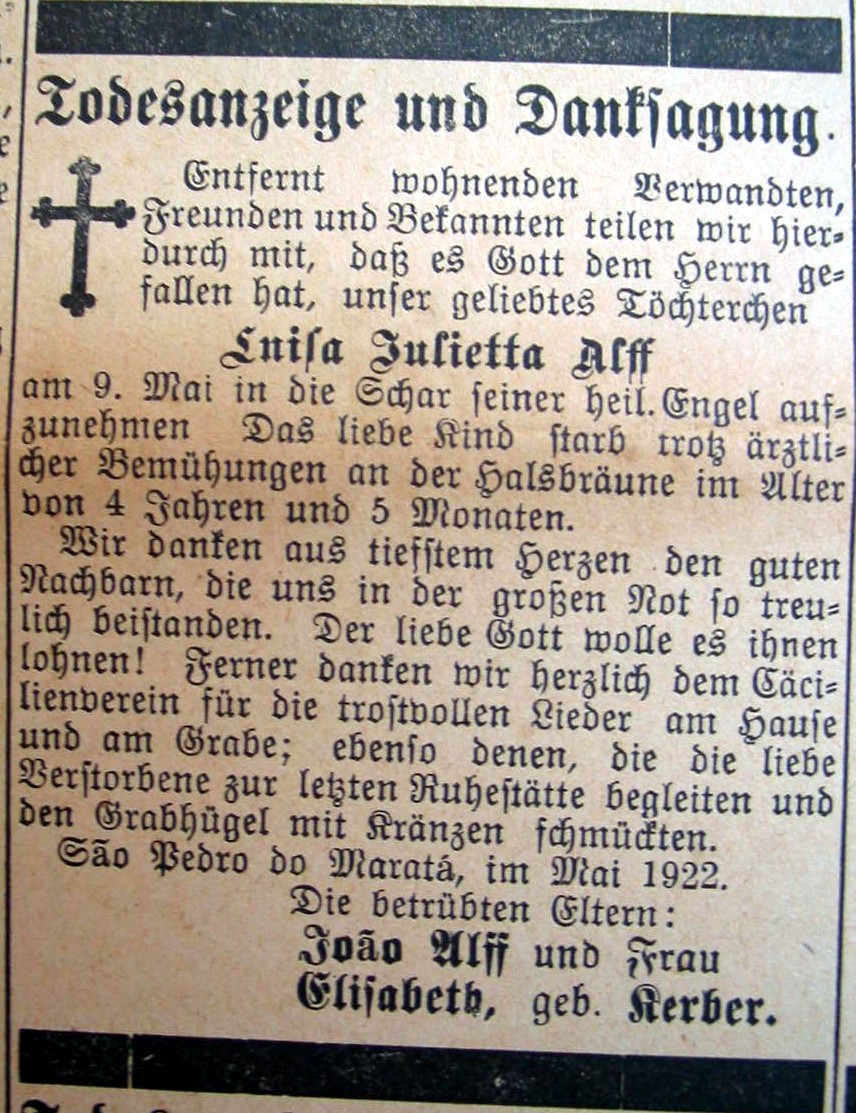 Todesanzeige und Danksagung.
Entfernt wohnenden Verwandten,
Freunden und Bekannten teilen wir hier-
durch mit, daß es Gott dem Herrn ge-
fallen hat, unser geliebtes Töchterchen
Luisa Julietta Alff
am 9. Mai in die Schar seiner heil. Engel auf-
zunehmen Das liebe Kind starb trotz ärztli-
cher Bemühungen an der Halsbräune im Alter
von 4 Jahren und 5 Monaten.
Wir danken aus tiefstem Herzen den guten
Nachbarn, die uns in der großen Not so treu-
lich beistanden. Der liebe Gott wolle es ihnen
lohnen! Ferner danken wir herzlich dem Cäci-
lienverein für die trostvollen Lieder am Hause
und am Grabe; ebenso denen, die die liebe
Verstorbene zur letzten Ruhestätte begleiten und
den Grabhügel mit Kränzen schmückten.
São Pedro do Maratá, im Mai 1922.
Die betrübten Eltern:
João Alff und Frau
Elisabeth, geb. Kerber.